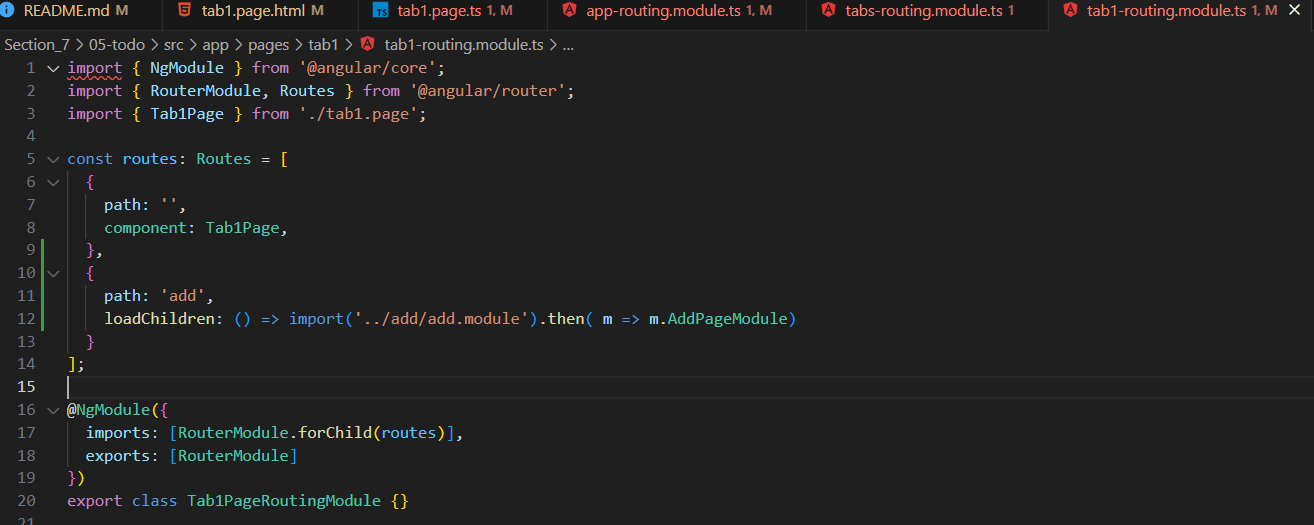 README.md M tab1.page.html M tab1.page.ts 1, M app-routing.module.ts 1, M tabs-routing.module.ts 1 tab1-routing.module.ts 1, M
Section_7 > 05-todo > src > app > pages > tab1 > tab1-routing.module.ts > ...
1 import { NgModule } from '@angular/core';
2 import { RouterModule, Routes } from '@angular/router';
3 import { Tab1Page } from './tab1.page';
4
5 const routes: Routes = [
6   {
7     path: '',
8     component: Tab1Page,
9   },
10   {
11     path: 'add',
12     loadChildren: () => import('../add/add.module').then( m => m.AddPageModule)
13   }
14 ];
15
16 @NgModule({
17   imports: [RouterModule.forChild(routes)],
18   exports: [RouterModule]
19 })
20 export class Tab1PageRoutingModule {}
21